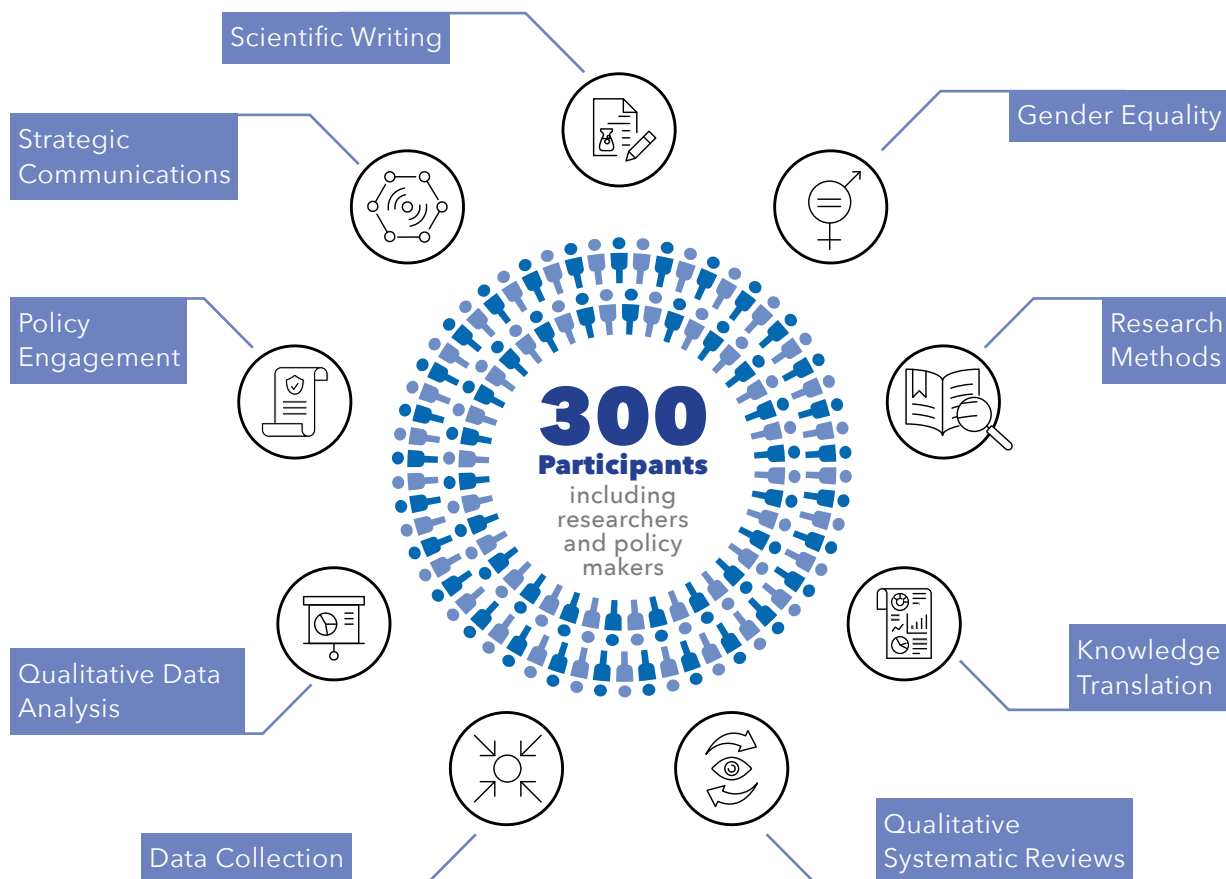 Scientific Writing
Gender Equality
Strategic
Communications
Policy
Engagement
Research
Methods
300
Participants
including
researchers
and policy
makers
Qualitative Data
Analysis
Knowledge
Translation
Data Collection
Qualitative
Systematic Reviews